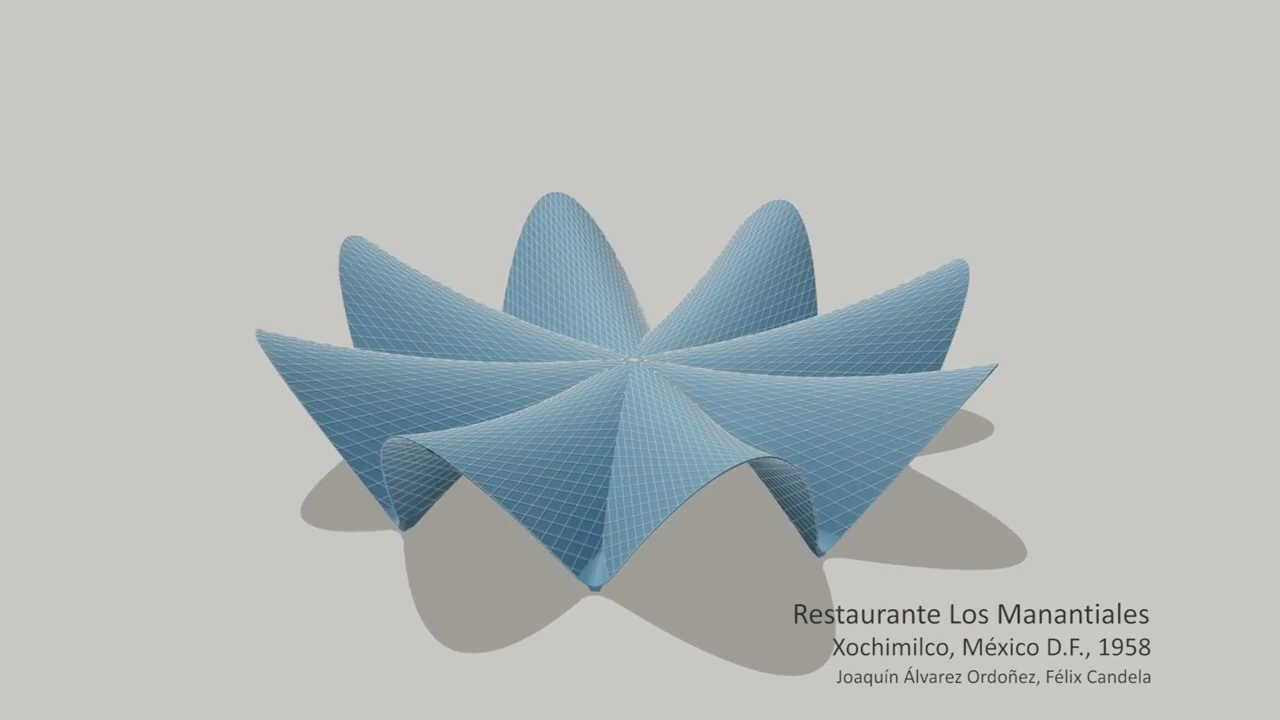 Restaurante Los Manantiales
Xochimilco, México D.F., 1958
Joaquín Álvarez Ordoñez, Félix Candela